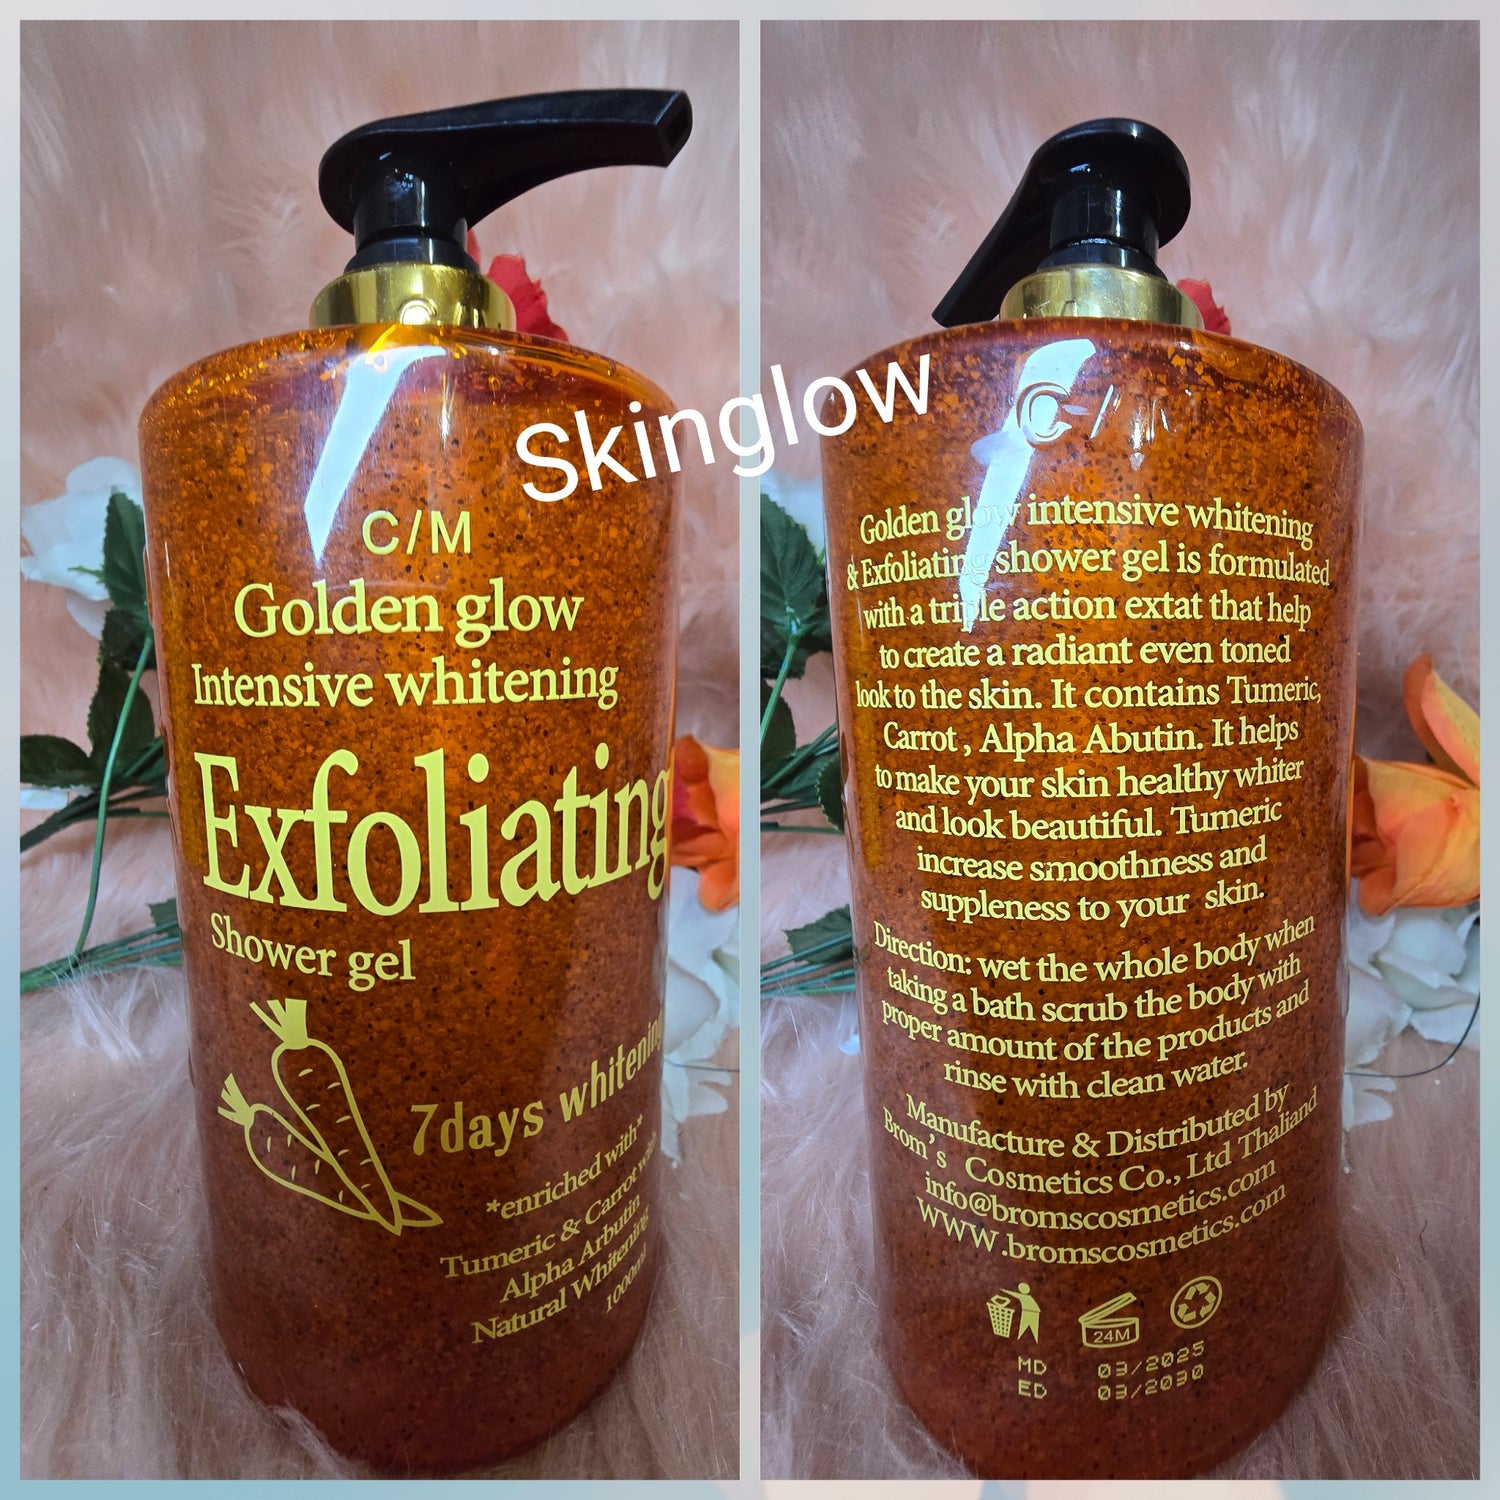 Skinglow
C/M
Golden glow
Intensive whitening
Exfoliating
Shower gel
7days whitening
*enriched with*
Tumeric & Carrot with
Alpha Arbutin
Natural Whitening
1000ml
C/M
Golden glow intensive whitening
& Exfoliating shower gel is formulated
with a triple action extat that help
to create a radiant even toned
look to the skin. It contains Tumeric,
Carrot , Alpha Abutin. It helps
to make your skin healthy whiter
and look beautiful. Tumeric
increase smoothness and
suppleness to your skin.
Direction: wet the whole body when
taking a bath scrub the body with
proper amount of the products and
rinse with clean water.
Manufacture & Distributed by
Brom's Cosmetics Co., Ltd Thaliand
info@bromscosmetics.com
WWW.bromscosmetics.com
24M
MD 03/2025
ED 03/2030